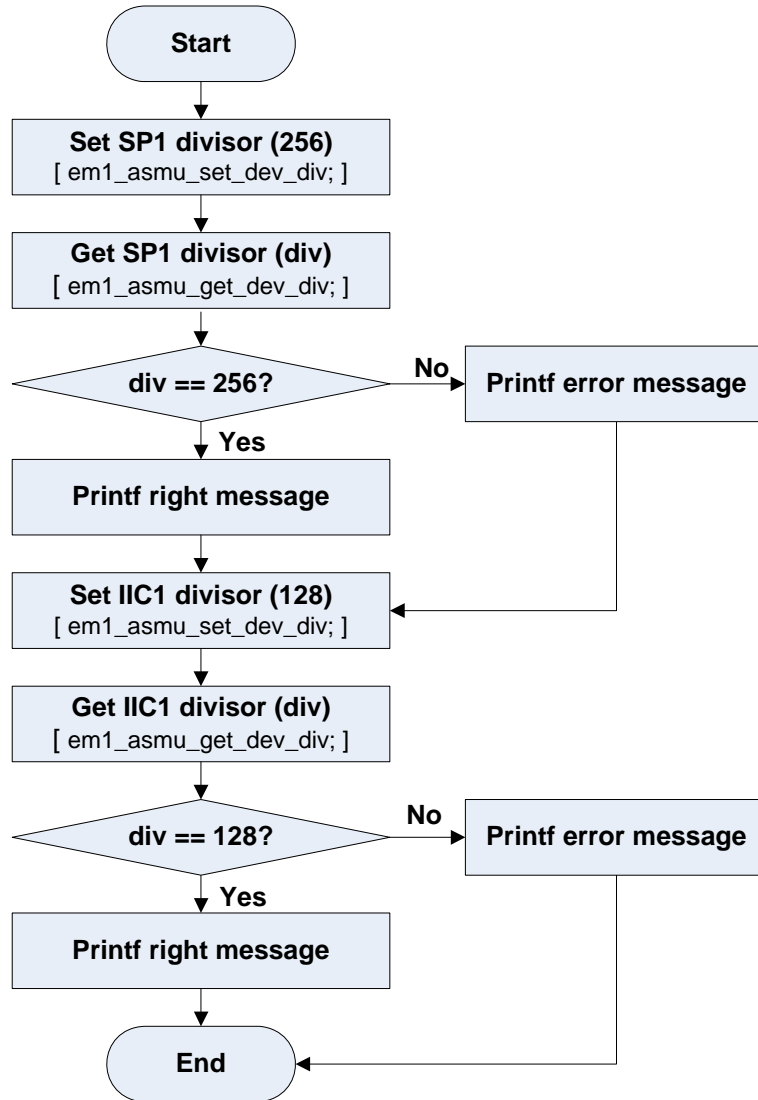 Start
Set SP1 divisor (256)
[ em1_asmu_set_dev_div; ]
Get SP1 divisor (div)
[ em1_asmu_get_dev_div; ]
div == 256?
No
Printf error message
Yes
Printf right message
Set IIC1 divisor (128)
[ em1_asmu_set_dev_div; ]
Get IIC1 divisor (div)
[ em1_asmu_get_dev_div; ]
div == 128?
No
Printf error message
Yes
Printf right message
End